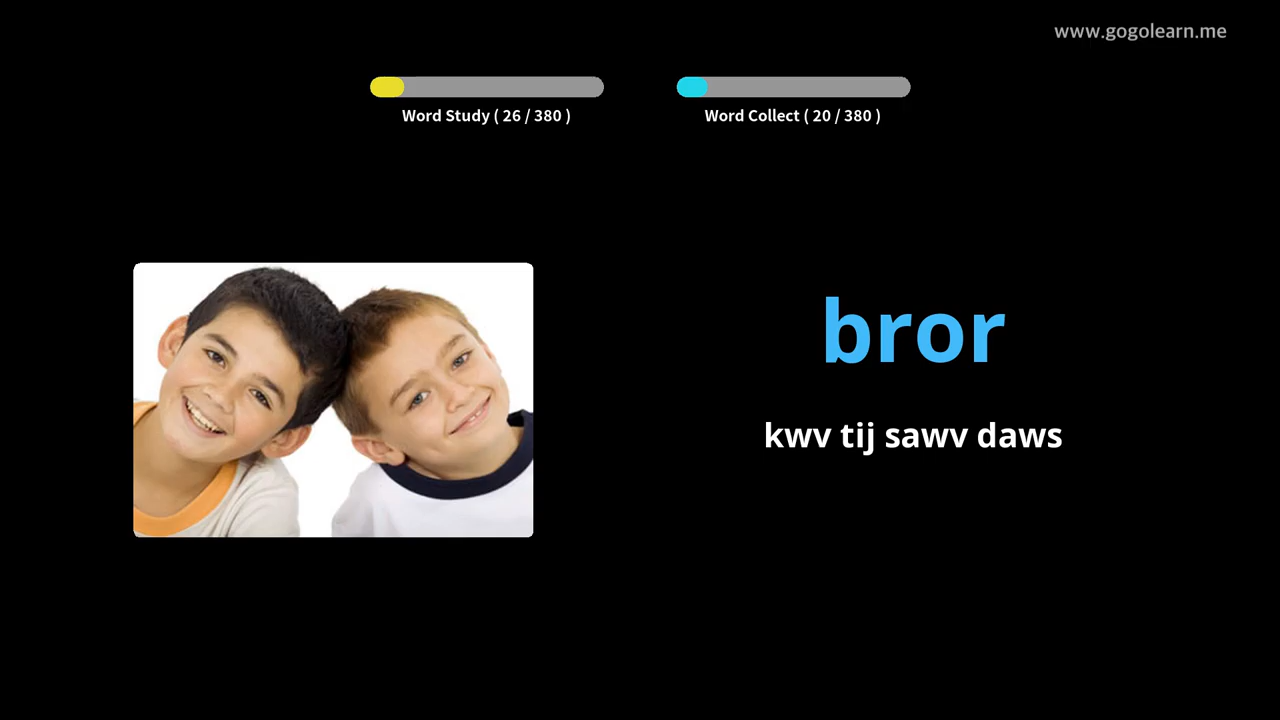 www.gogolearn.me
Word Study ( 26 / 380 )
Word Collect ( 20 / 380 )
bror
kwv tij sawv daws